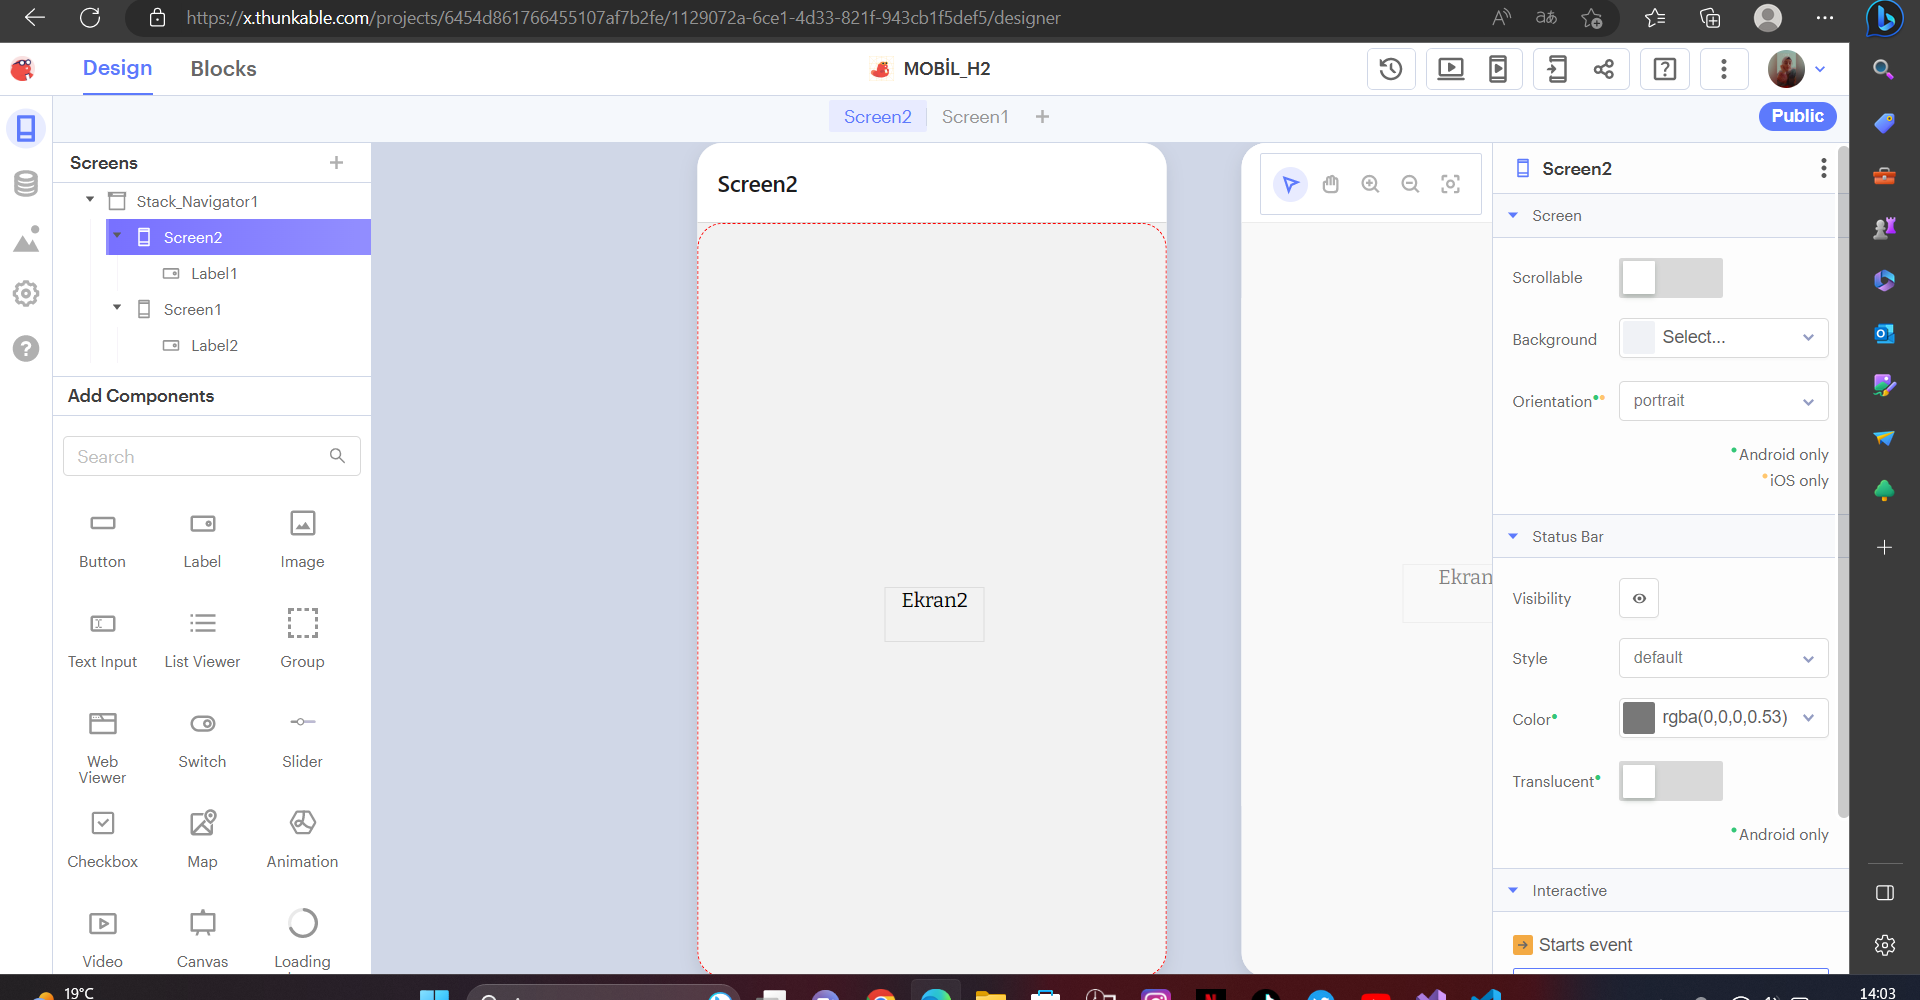 https://x.thunkable.com/projects/6454d861766455107af7b2fe/1129072a-6ce1-4d33-821f-943cb1f5def5/designer
Design
Blocks
MOBİL_H2
Screen2
Screen1
Public
Screens
Stack_Navigator1
Screen2
Label1
Screen1
Label2
Add Components
Search
Button
Label
Image
Text Input
List Viewer
Group
Web
Viewer
Switch
Slider
Checkbox
Map
Animation
Video
Canvas
Loading
Screen2
Ekran2
Ekran
Screen2
Screen
Scrollable
Background
Select...
Orientation
portrait
Android only
iOS only
Status Bar
Visibility
Style
default
Color
rgba(0,0,0,0.53)
Translucent
Android only
Interactive
Starts event
19°C
14:03